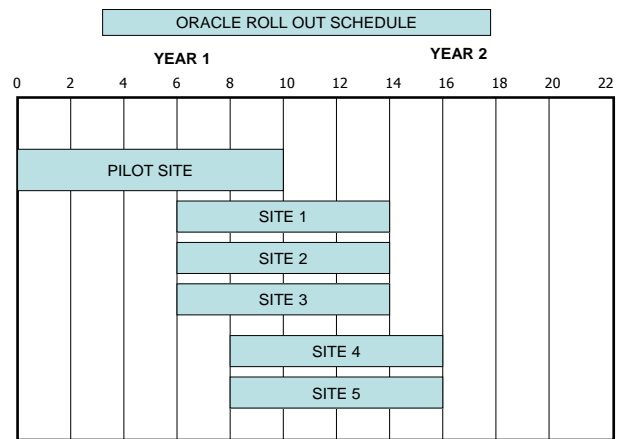 ORACLE ROLL OUT SCHEDULE
YEAR 1 YEAR 2
0 2 4 6 8 10 12 14 16 18 20 22
PILOT SITE
SITE 1
SITE 2
SITE 3
SITE 4
SITE 5